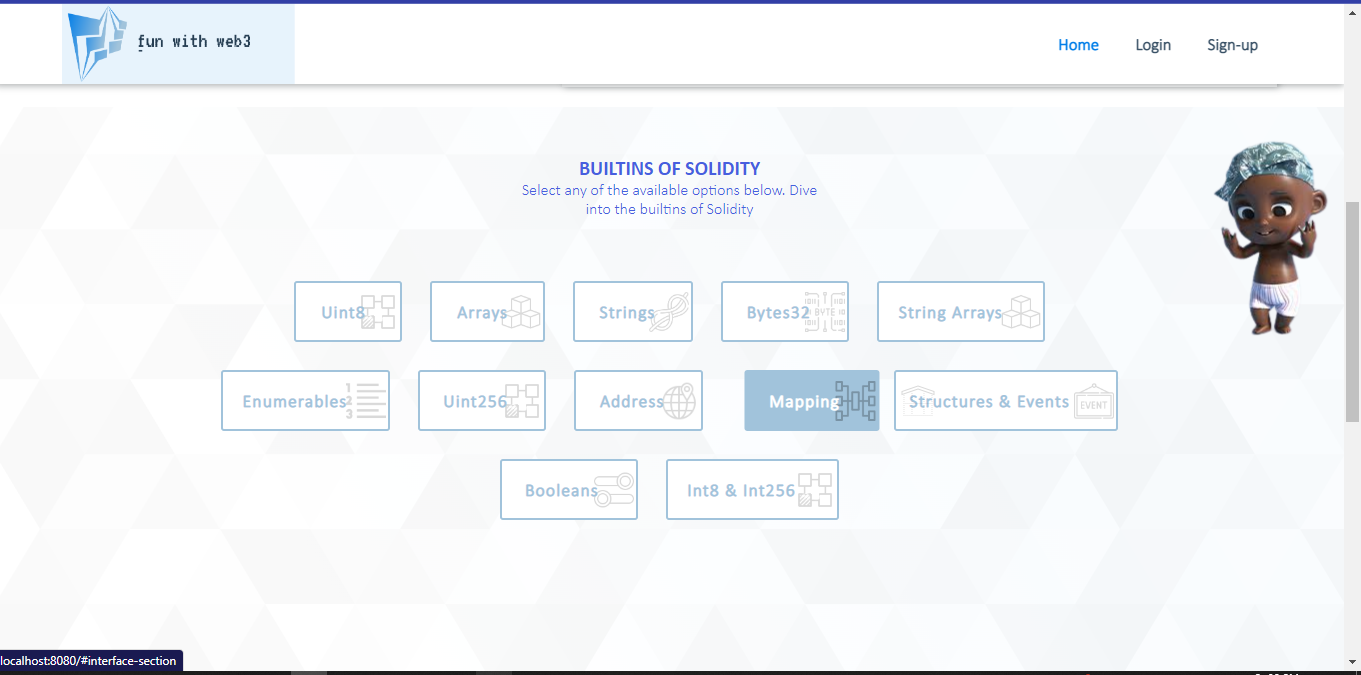 fun with web3
Home Login Sign-up
BUILTINS OF SOLIDITY
Select any of the available options below. Dive
into the builtins of Solidity
Uint8 Arrays Strings Bytes32 BYTE String Arrays
Enumerables 1 2 3 Uint256 Address Mapping Structures & Events EVENT
Booleans Int8 & Int256
localhost:8080/#interface-section